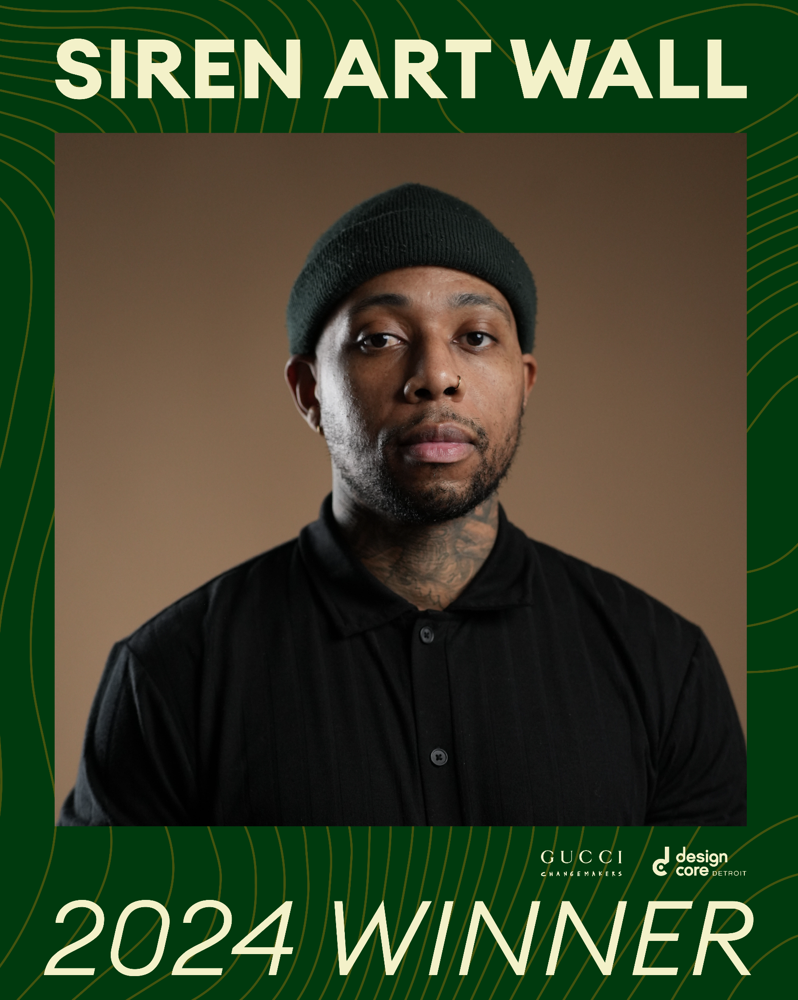 SIREN ART WALL
GUCCI
CHANGEMAKERS
design
core DETROIT
2024 WINNER